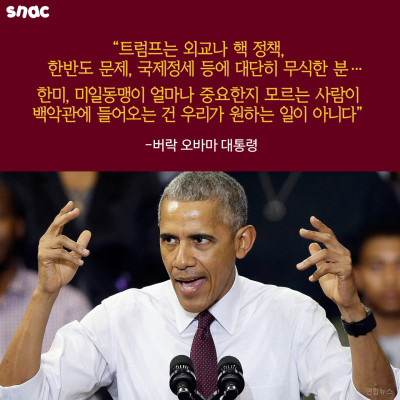 snac
“트럼프는 외교나 핵 정책,
한반도 문제, 국제정세 등에 대단히 무식한 분…
한미, 미일동맹이 얼마나 중요한지 모르는 사람이
백악관에 들어오는 건 우리가 원하는 일이 아니다”
-버락 오바마 대통령
연합뉴스